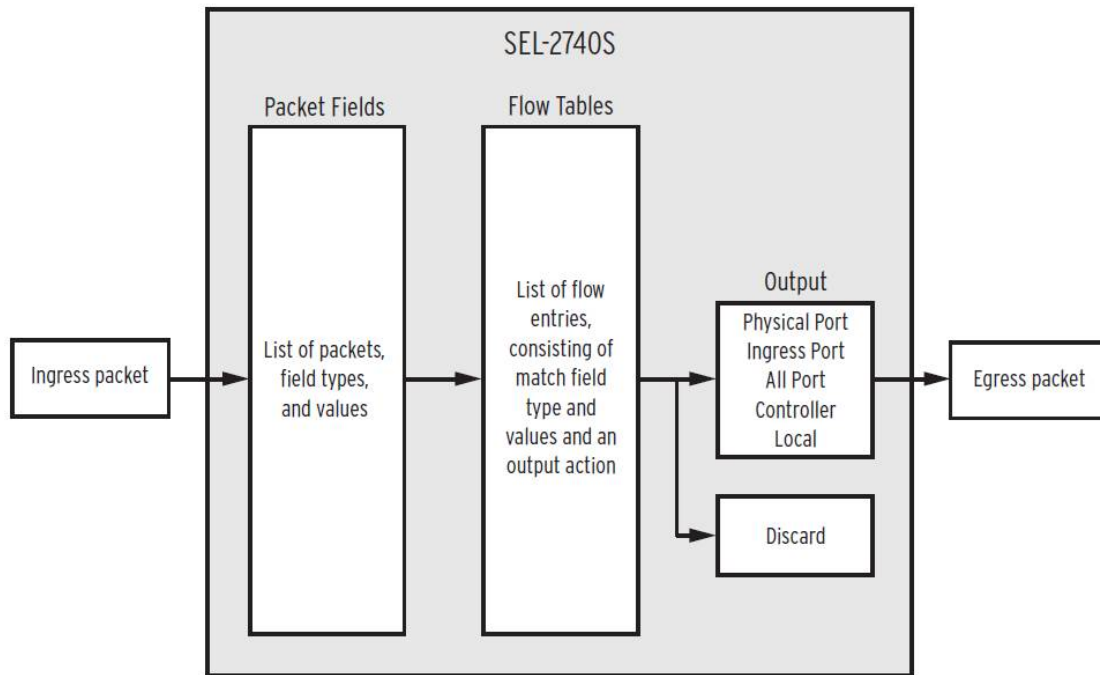 SEL-2740S
Packet Fields
Flow Tables
Ingress packet
List of packets,
field types,
and values
List of flow
entries,
consisting of
match field
type and
values and an
output action
Output
Physical Port
Ingress Port
All Port
Controller
Local
Discard
Egress packet